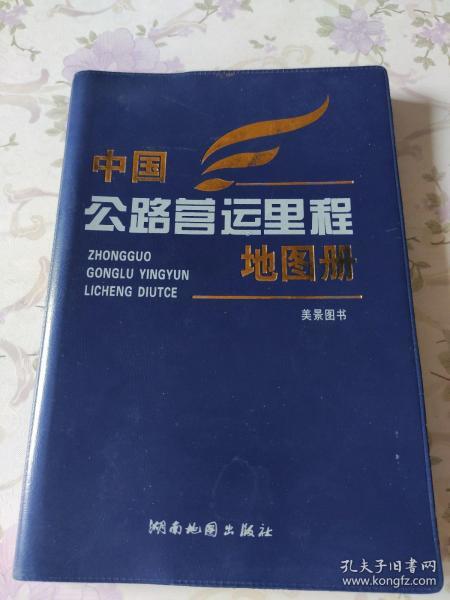 中国
公路营运里程
地图册
ZHONGGUO
GONGLU YINGYUN
LICHENG DIUTCE
美景图书
湖南地图出版社
孔夫子旧书网
www.kongfz.com